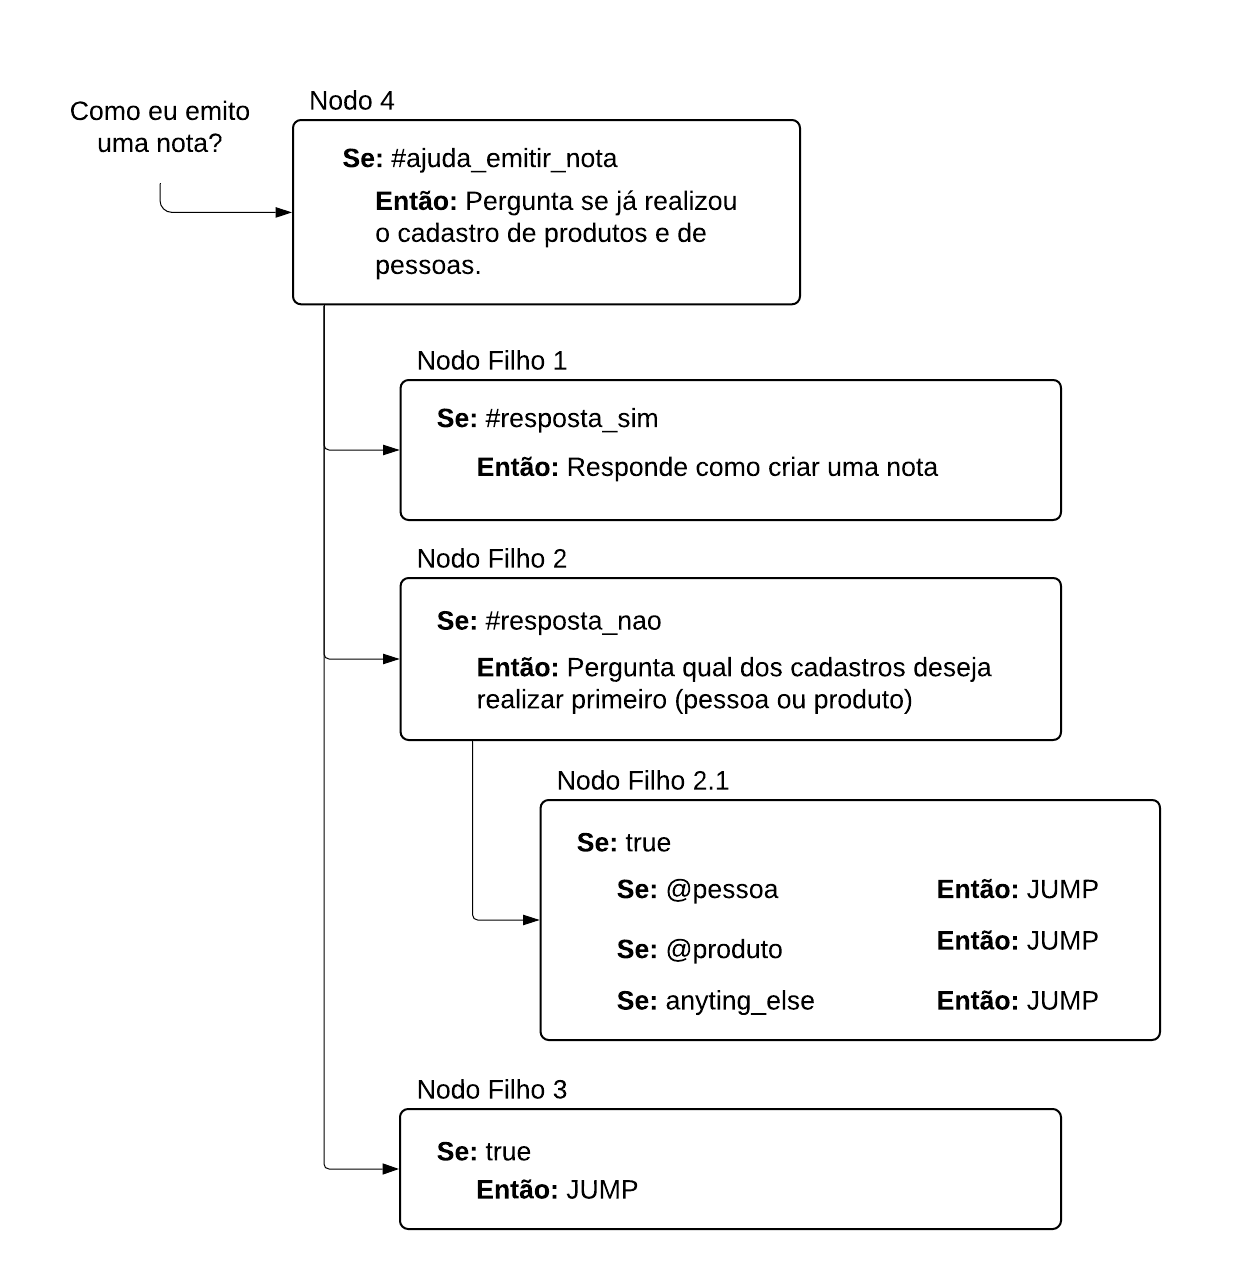 Como eu emito
uma nota?
Nodo 4
Se: #ajuda_emitir_nota
Então: Pergunta se já realizou
o cadastro de produtos e de
pessoas.
Nodo Filho 1
Se: #resposta_sim
Então: Responde como criar uma nota
Nodo Filho 2
Se: #resposta_nao
Então: Pergunta qual dos cadastros deseja
realizar primeiro (pessoa ou produto)
Nodo Filho 2.1
Se: true
Se: @pessoa Então: JUMP
Se: @produto Então: JUMP
Se: anyting_else Então: JUMP
Nodo Filho 3
Se: true
Então: JUMP